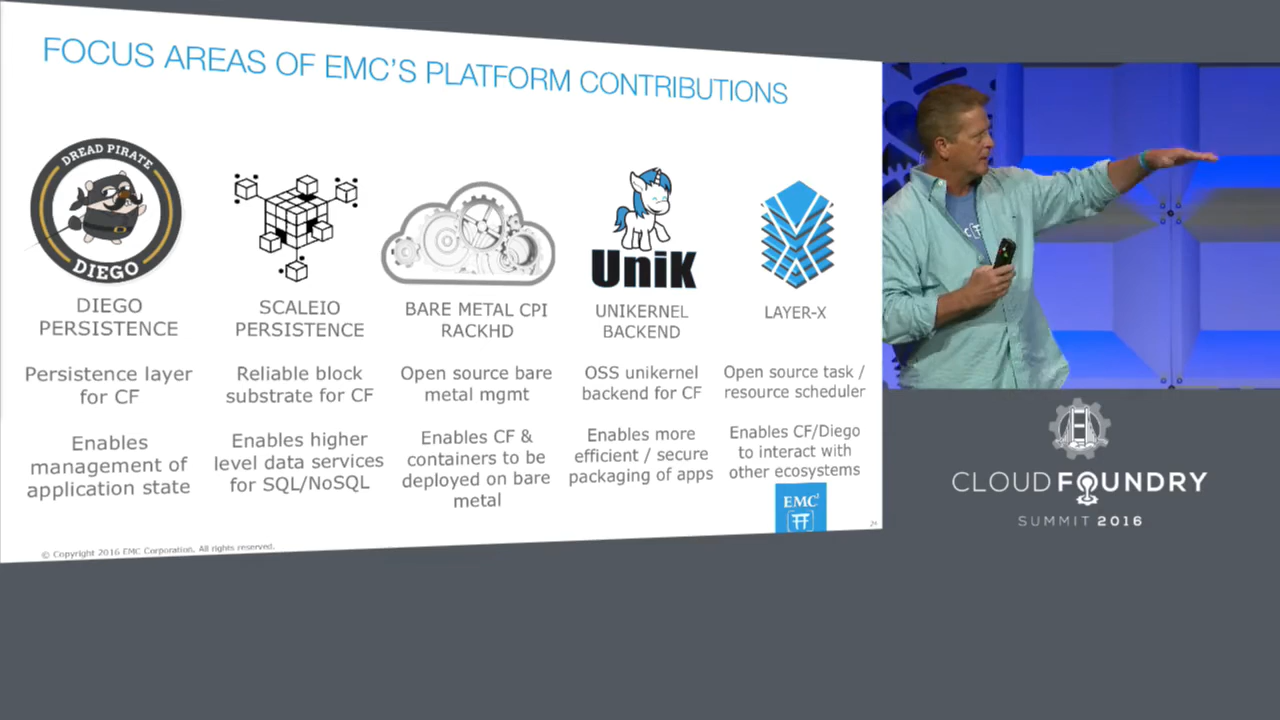 FOCUS AREAS OF EMC'S PLATFORM CONTRIBUTIONS
DREAD PIRATE
DIEGO
UniK
DIEGO
PERSISTENCE
SCALEIO
PERSISTENCE
BARE METAL CPI
RACKHD
UNIKERNEL
BACKEND
LAYER-X
Persistence layer
for CF
Reliable block
substrate for CF
Open source bare
metal mgmt
OSS unikernel
backend for CF
Open source task /
resource scheduler
Enables
management of
application state
Enables higher
level data services
for SQL/NoSQL
Enables CF &
containers to be
deployed on bare
metal
Enables more
efficient / secure
packaging of apps
Enables CF/Diego
to interact with
other ecosystems
EMC²
© Copyright 2016 EMC Corporation. All rights reserved.
CLOUD FOUNDRY
SUMMIT 2016